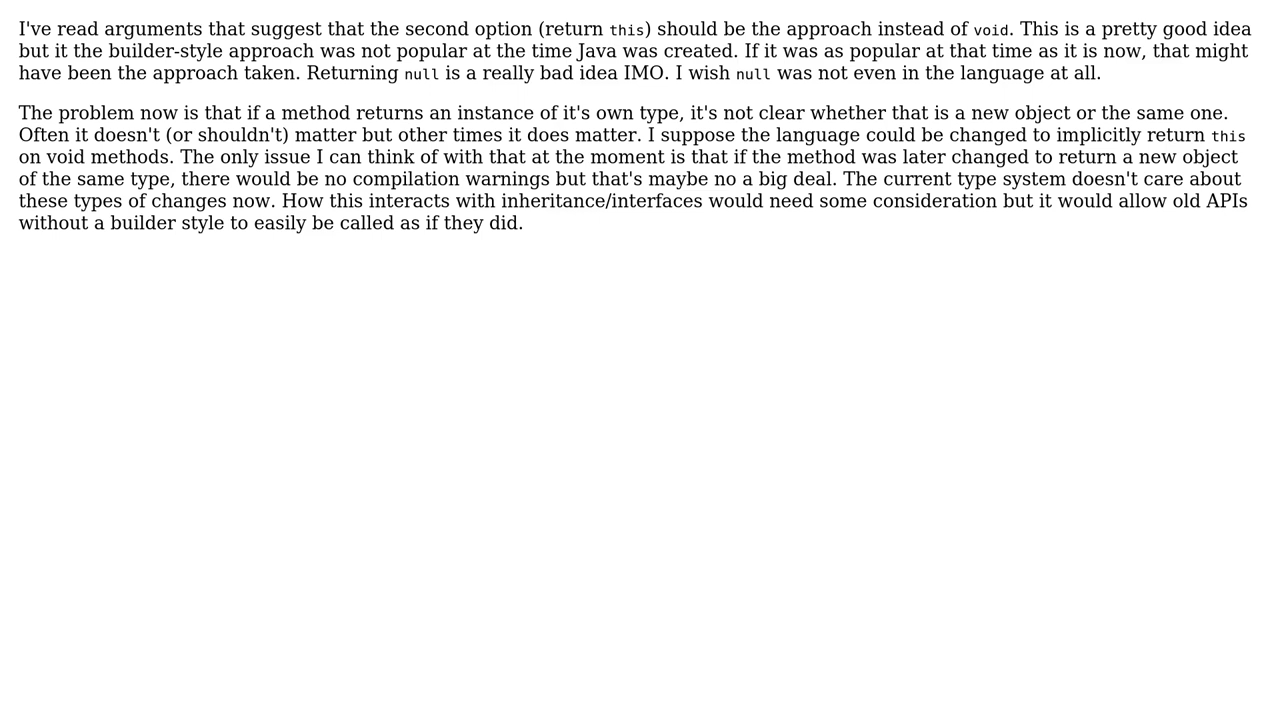 I've read arguments that suggest that the second option (return this) should be the approach instead of void. This is a pretty good idea
but it the builder-style approach was not popular at the time Java was created. If it was as popular at that time as it is now, that might
have been the approach taken. Returning null is a really bad idea IMO. I wish null was not even in the language at all.
The problem now is that if a method returns an instance of it's own type, it's not clear whether that is a new object or the same one.
Often it doesn't (or shouldn't) matter but other times it does matter. I suppose the language could be changed to implicitly return this
on void methods. The only issue I can think of with that at the moment is that if the method was later changed to return a new object
of the same type, there would be no compilation warnings but that's maybe no a big deal. The current type system doesn't care about
these types of changes now. How this interacts with inheritance/interfaces would need some consideration but it would allow old APIs
without a builder style to easily be called as if they did.